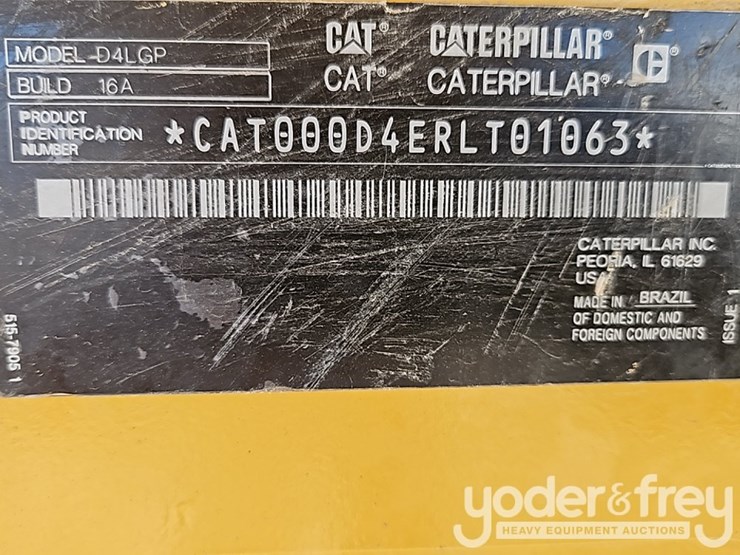 MODEL D4LGP
BUILD 16A
CAT® CATERPILLAR®
CAT® CATERPILLAR®
PRODUCT
IDENTIFICATION
NUMBER
*CAT000D4ERLT01063*
CATERPILLAR INC.
PEORIA, IL 61629
USA
MADE IN BRAZIL
OF DOMESTIC AND
FOREIGN COMPONENTS
ISSUE 1
515-7905 1
yoder&frey
HEAVY EQUIPMENT AUCTIONS